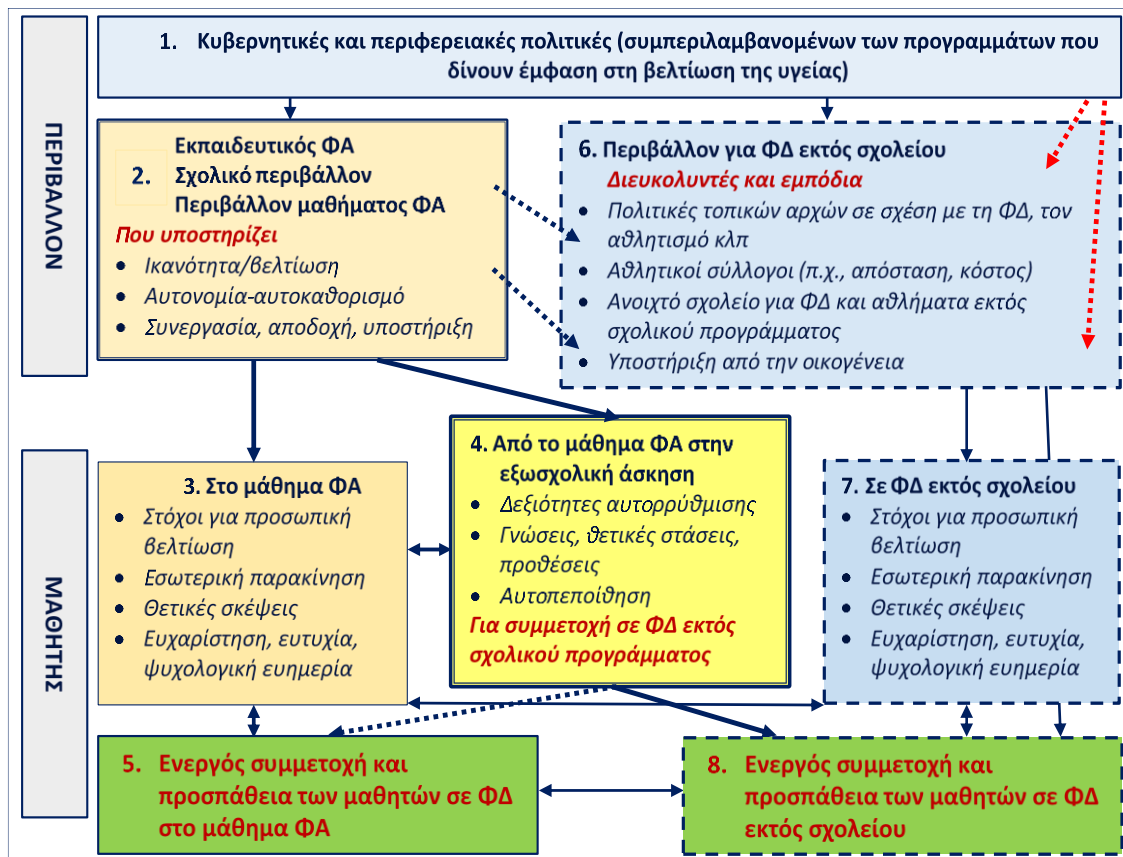 1. Κυβερνητικές και περιφερειακές πολιτικές (συμπεριλαμβανομένων των προγραμμάτων που
δίνουν έμφαση στη βελτίωση της υγείας)
ΠΕΡΙΒΑΛΛΟΝ
Εκπαιδευτικός ΦΑ
2. Σχολικό περιβάλλον
Περιβάλλον μαθήματος ΦΑ
Που υποστηρίζει
• Ικανότητα/βελτίωση
• Αυτονομία-αυτοκαθορισμό
• Συνεργασία, αποδοχή, υποστήριξη
6. Περιβάλλον για ΦΔ εκτός σχολείου
Διευκολυντές και εμπόδια
• Πολιτικές τοπικών αρχών σε σχέση με τη ΦΔ, τον
αθλητισμό κλπ
• Αθλητικοί σύλλογοι (π.χ., απόσταση, κόστος)
• Ανοιχτό σχολείο για ΦΔ και αθλήματα εκτός
σχολικού προγράμματος
• Υποστήριξη από την οικογένεια
ΜΑΘΗΤΗΣ
3. Στο μάθημα ΦΑ
• Στόχοι για προσωπική
βελτίωση
• Εσωτερική παρακίνηση
• Θετικές σκέψεις
• Ευχαρίστηση, ευτυχία,
ψυχολογική ευημερία
4. Από το μάθημα ΦΑ στην
εξωσχολική άσκηση
• Δεξιότητες αυτορρύθμισης
• Γνώσεις, θετικές στάσεις,
προθέσεις
• Αυτοπεποίθηση
Για συμμετοχή σε ΦΔ εκτός
σχολικού προγράμματος
7. Σε ΦΔ εκτός σχολείου
• Στόχοι για προσωπική
βελτίωση
• Εσωτερική παρακίνηση
• Θετικές σκέψεις
• Ευχαρίστηση, ευτυχία,
ψυχολογική ευημερία
5. Ενεργός συμμετοχή και
προσπάθεια των μαθητών σε ΦΔ
στο μάθημα ΦΑ
8. Ενεργός συμμετοχή και
προσπάθεια των μαθητών σε ΦΔ
εκτός σχολείου